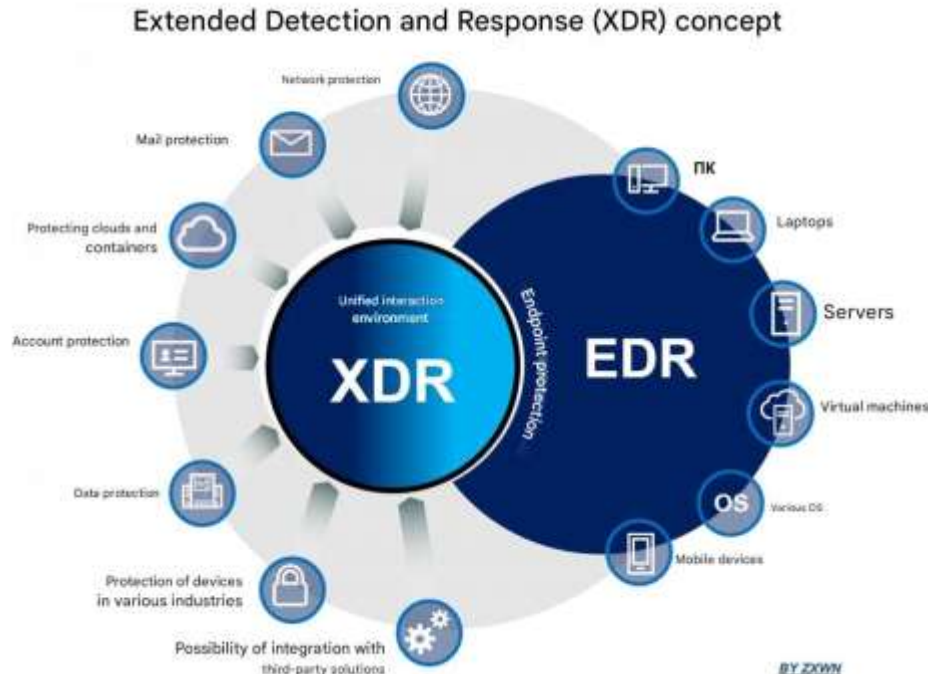 Extended Detection and Response (XDR) concept
Network protection
Mail protection
Protecting clouds and
containers
Account protection
Data protection
Protection of devices
in various industries
Possibility of integration with
third-party solutions
Unified interaction
environment
XDR
Endpoint protection
EDR
ПК
Laptops
Servers
Virtual machines
OS
Various OS
Mobile devices
BY ZXWN